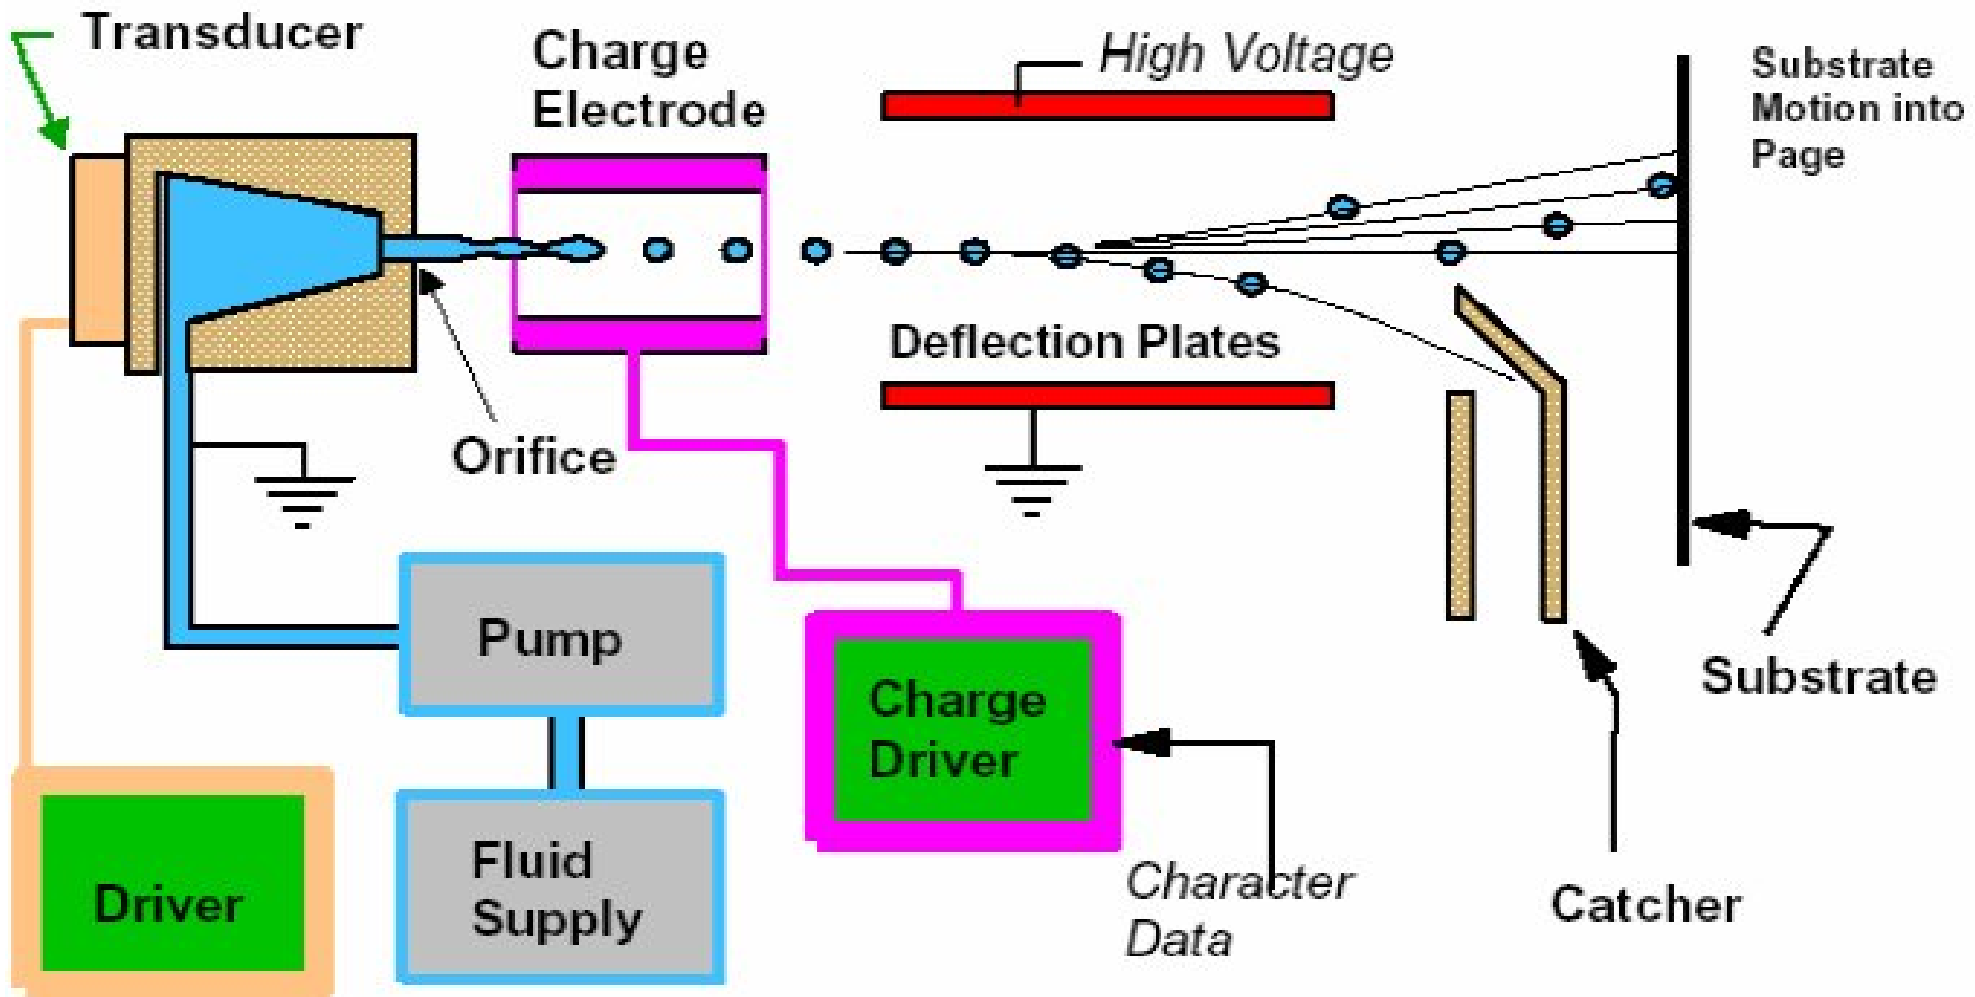 Transducer
Charge
Electrode
High Voltage
Substrate
Motion into
Page
Deflection Plates
Orifice
Pump
Charge
Driver
Substrate
Fluid
Supply
Driver
Character
Data
Catcher